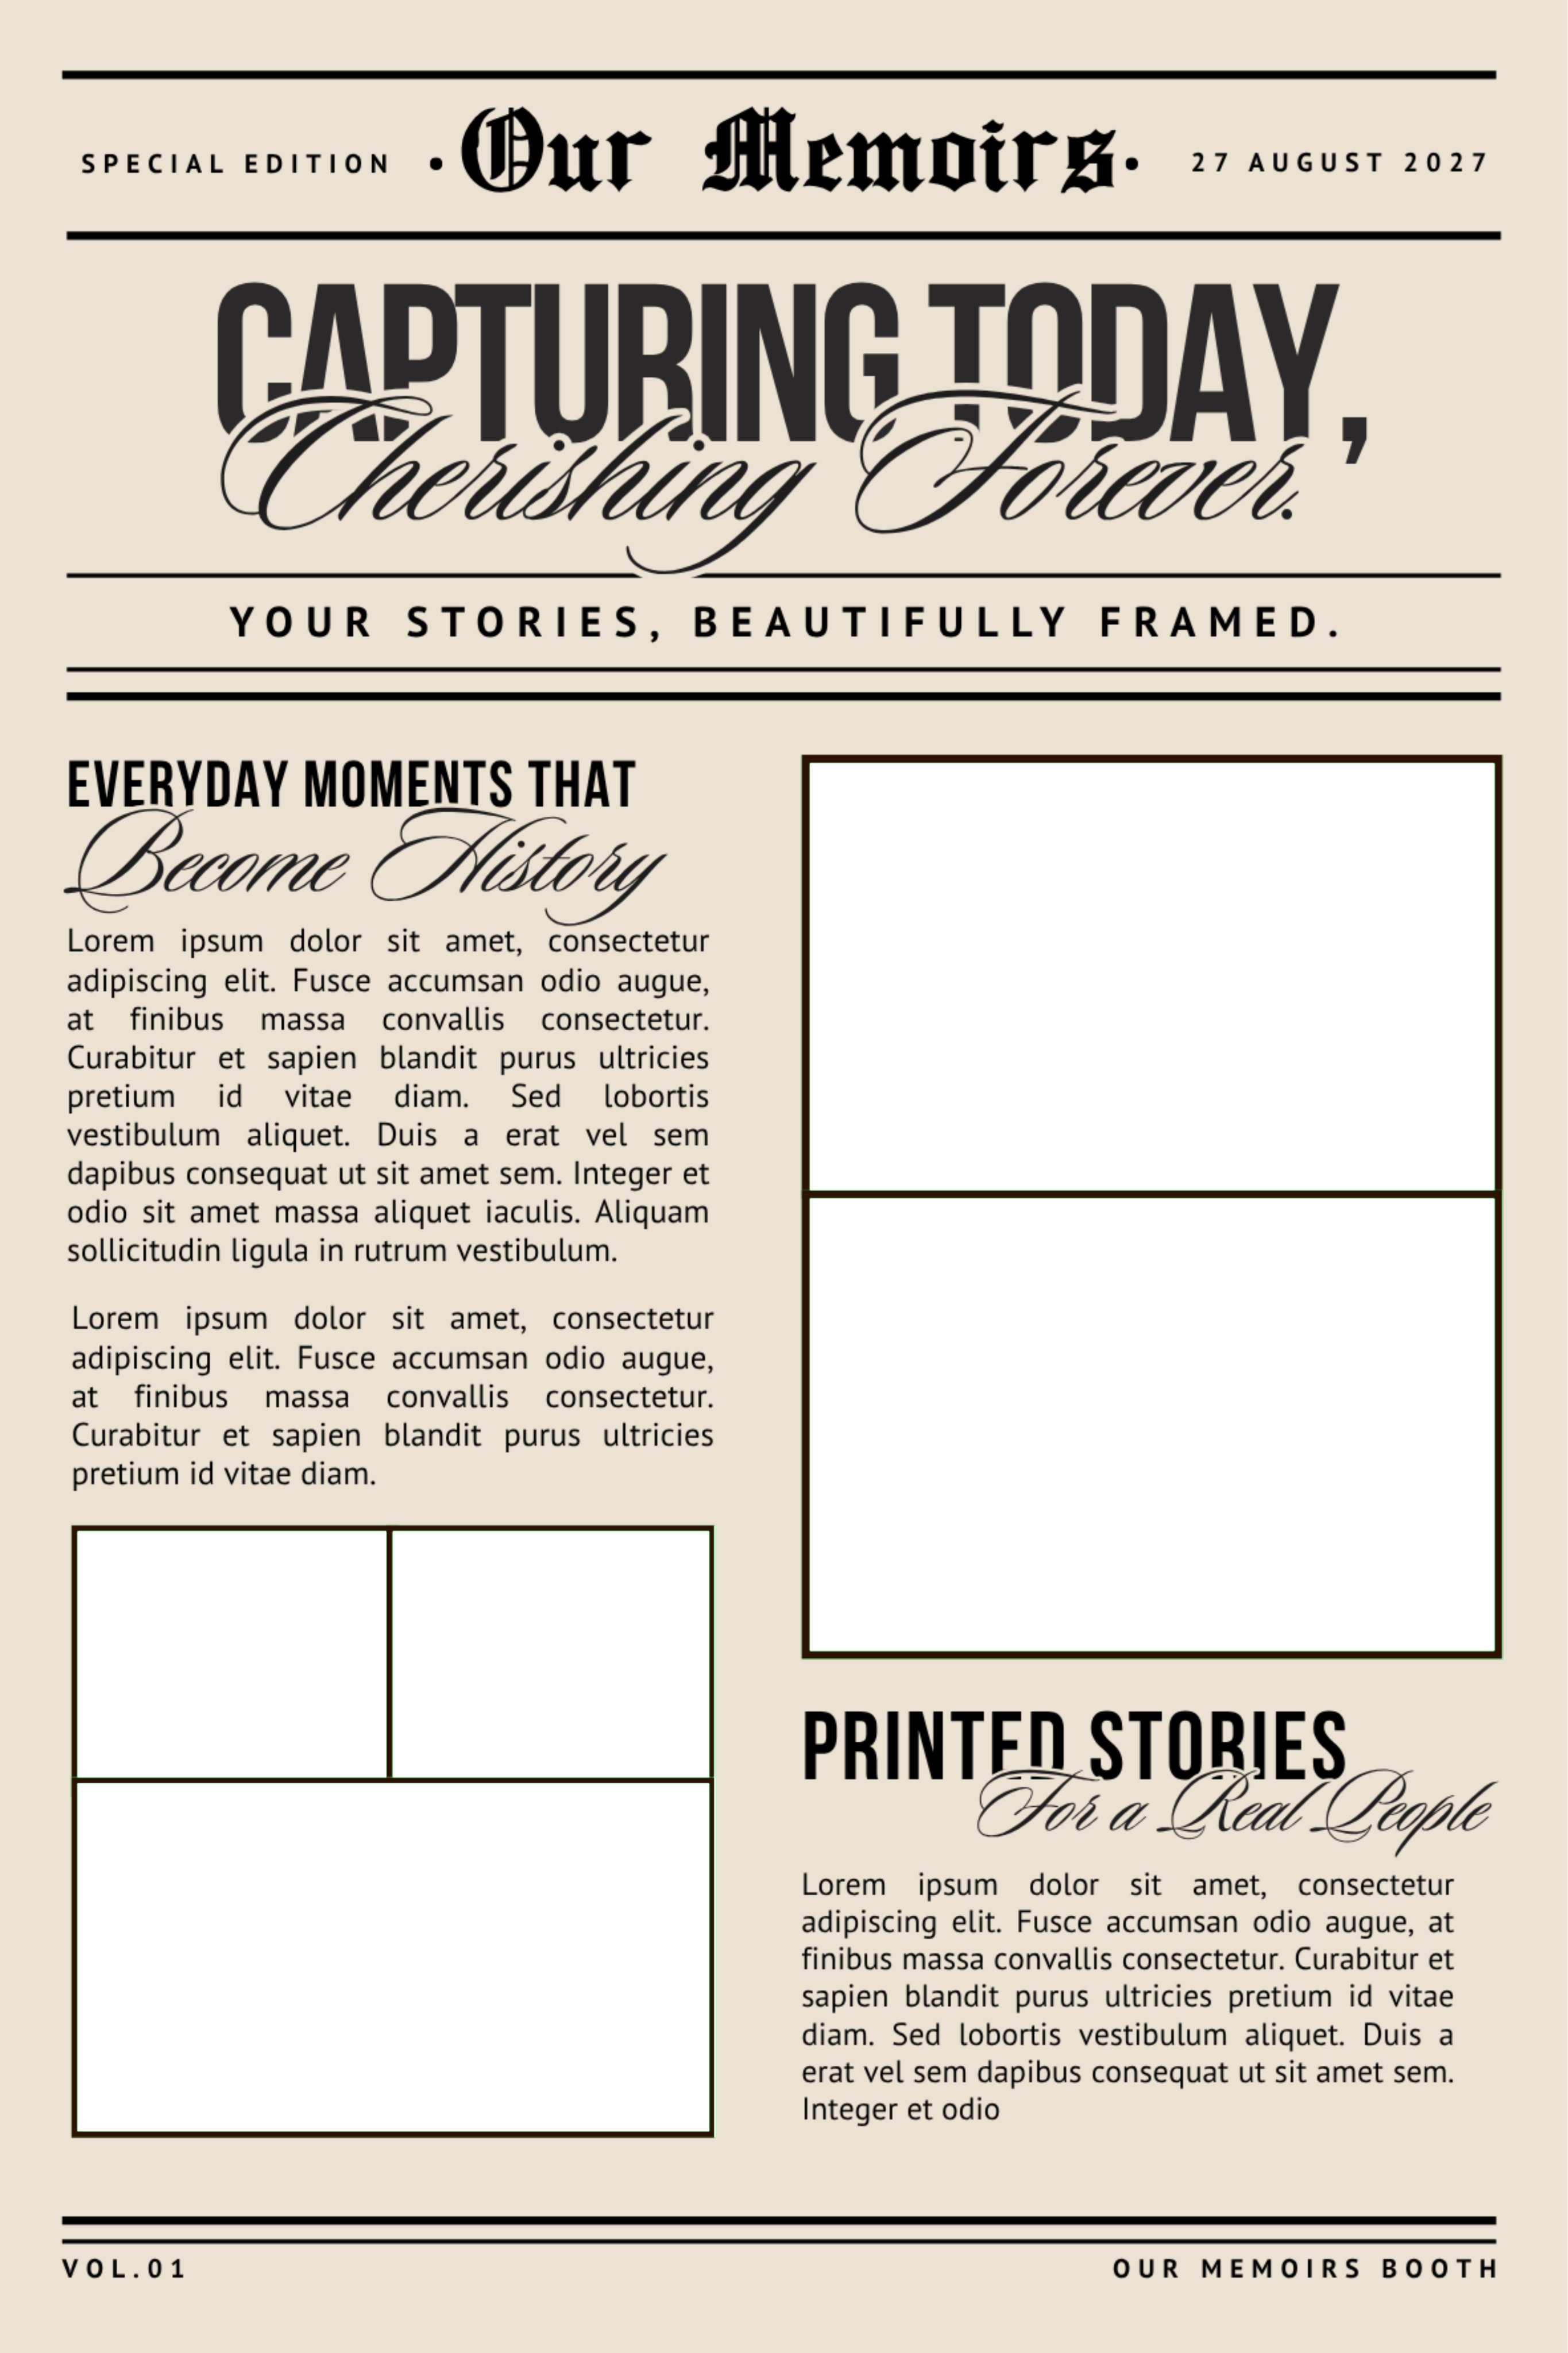 SPECIAL EDITION
• Our Memoirs •
27 AUGUST 2027
CAPTURING TODAY,
Cherishing Forever.
YOUR STORIES, BEAUTIFULLY FRAMED.
EVERYDAY MOMENTS THAT
Become History
Lorem ipsum dolor sit amet, consectetur
adipiscing elit. Fusce accumsan odio augue,
at finibus massa convallis consectetur.
Curabitur et sapien blandit purus ultricies
pretium id vitae diam. Sed lobortis
vestibulum aliquet. Duis a erat vel sem
dapibus consequat ut sit amet sem. Integer et
odio sit amet massa aliquet iaculis. Aliquam
sollicitudin ligula in rutrum vestibulum.
Lorem ipsum dolor sit amet, consectetur
adipiscing elit. Fusce accumsan odio augue,
at finibus massa convallis consectetur.
Curabitur et sapien blandit purus ultricies
pretium id vitae diam.
PRINTED STORIES
For a Real People
Lorem ipsum dolor sit amet, consectetur
adipiscing elit. Fusce accumsan odio augue, at
finibus massa convallis consectetur. Curabitur et
sapien blandit purus ultricies pretium id vitae
diam. Sed lobortis vestibulum aliquet. Duis a
erat vel sem dapibus consequat ut sit amet sem.
Integer et odio
VOL.01
OUR MEMOIRS BOOTH